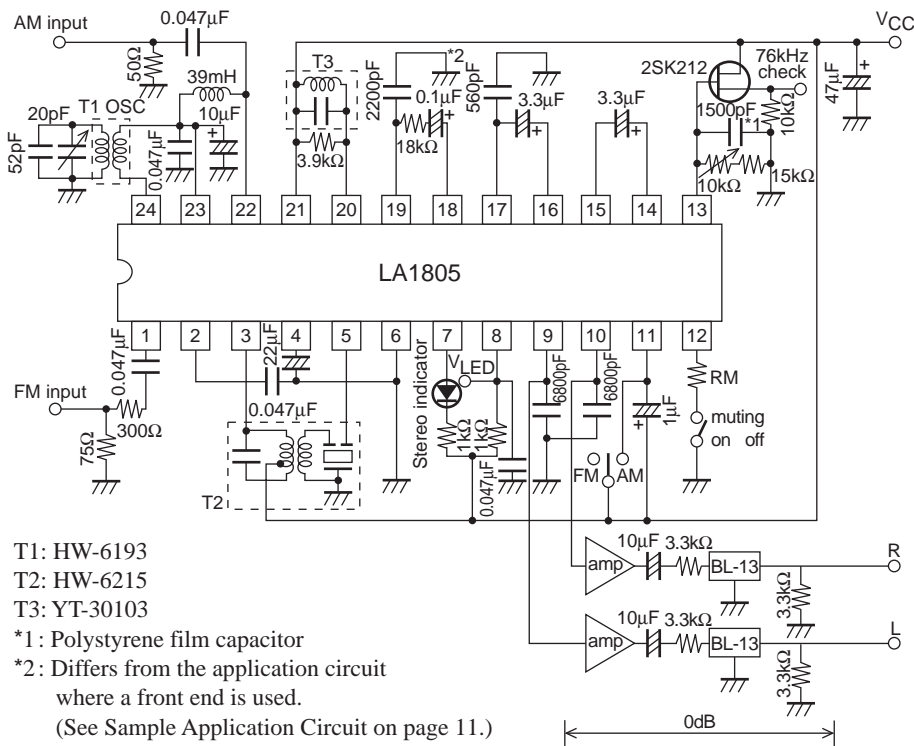 AM input
0.047µF
50Ω
39mH
10µF
20pF
T1 OSC
52pF
0.047µF
T3
3.9kΩ
2200pF
*2
0.1µF
18kΩ
560pF
3.3µF
3.3µF
2SK212
VCC
76kHz
check
47µF
1500pF
*1
10kΩ
10kΩ
15kΩ
24 23 22 21 20 19 18 17 16 15 14 13
LA1805
1 2 3 4 5 6 7 8 9 10 11 12
0.047µF
FM input
75Ω
300Ω
22µF
0.047µF
T2
Stereo indicator
VLED
1kΩ
1kΩ
0.047µF
6800pF
6800pF
FM
AM
1µF
RM
muting
on off
T1: HW-6193
T2: HW-6215
T3: YT-30103
*1: Polystyrene film capacitor
*2: Differs from the application circuit
where a front end is used.
(See Sample Application Circuit on page 11.)
amp
10µF
3.3kΩ
BL-13
3.3kΩ
R
amp
10µF
3.3kΩ
BL-13
3.3kΩ
L
0dB